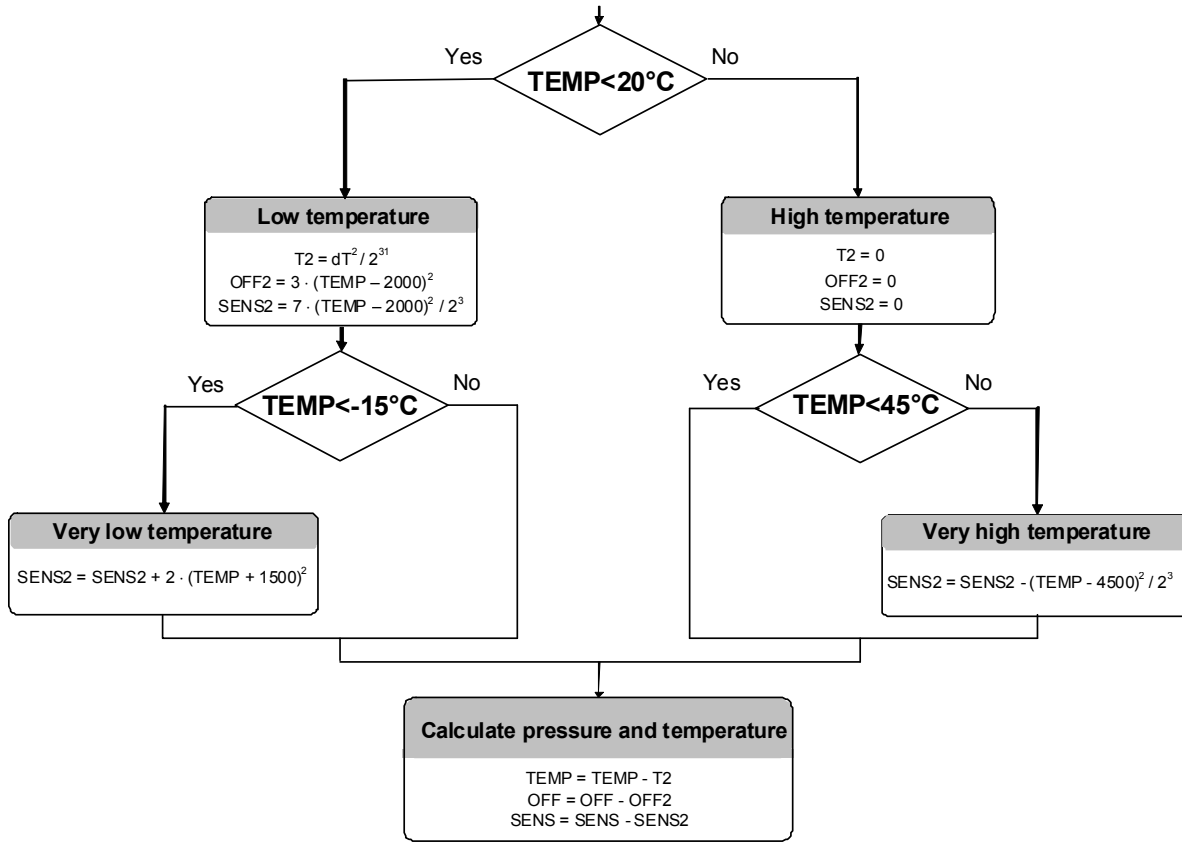 Yes
No
TEMP<20°C
Low temperature
T2 = dT² / 2³¹
OFF2 = 3 · (TEMP – 2000)²
SENS2 = 7 · (TEMP – 2000)² / 2³
High temperature
T2 = 0
OFF2 = 0
SENS2 = 0
Yes
No
TEMP<-15°C
Yes
No
TEMP<45°C
Very low temperature
SENS2 = SENS2 + 2 · (TEMP + 1500)²
Very high temperature
SENS2 = SENS2 - (TEMP - 4500)² / 2³
Calculate pressure and temperature
TEMP = TEMP - T2
OFF = OFF - OFF2
SENS = SENS - SENS2